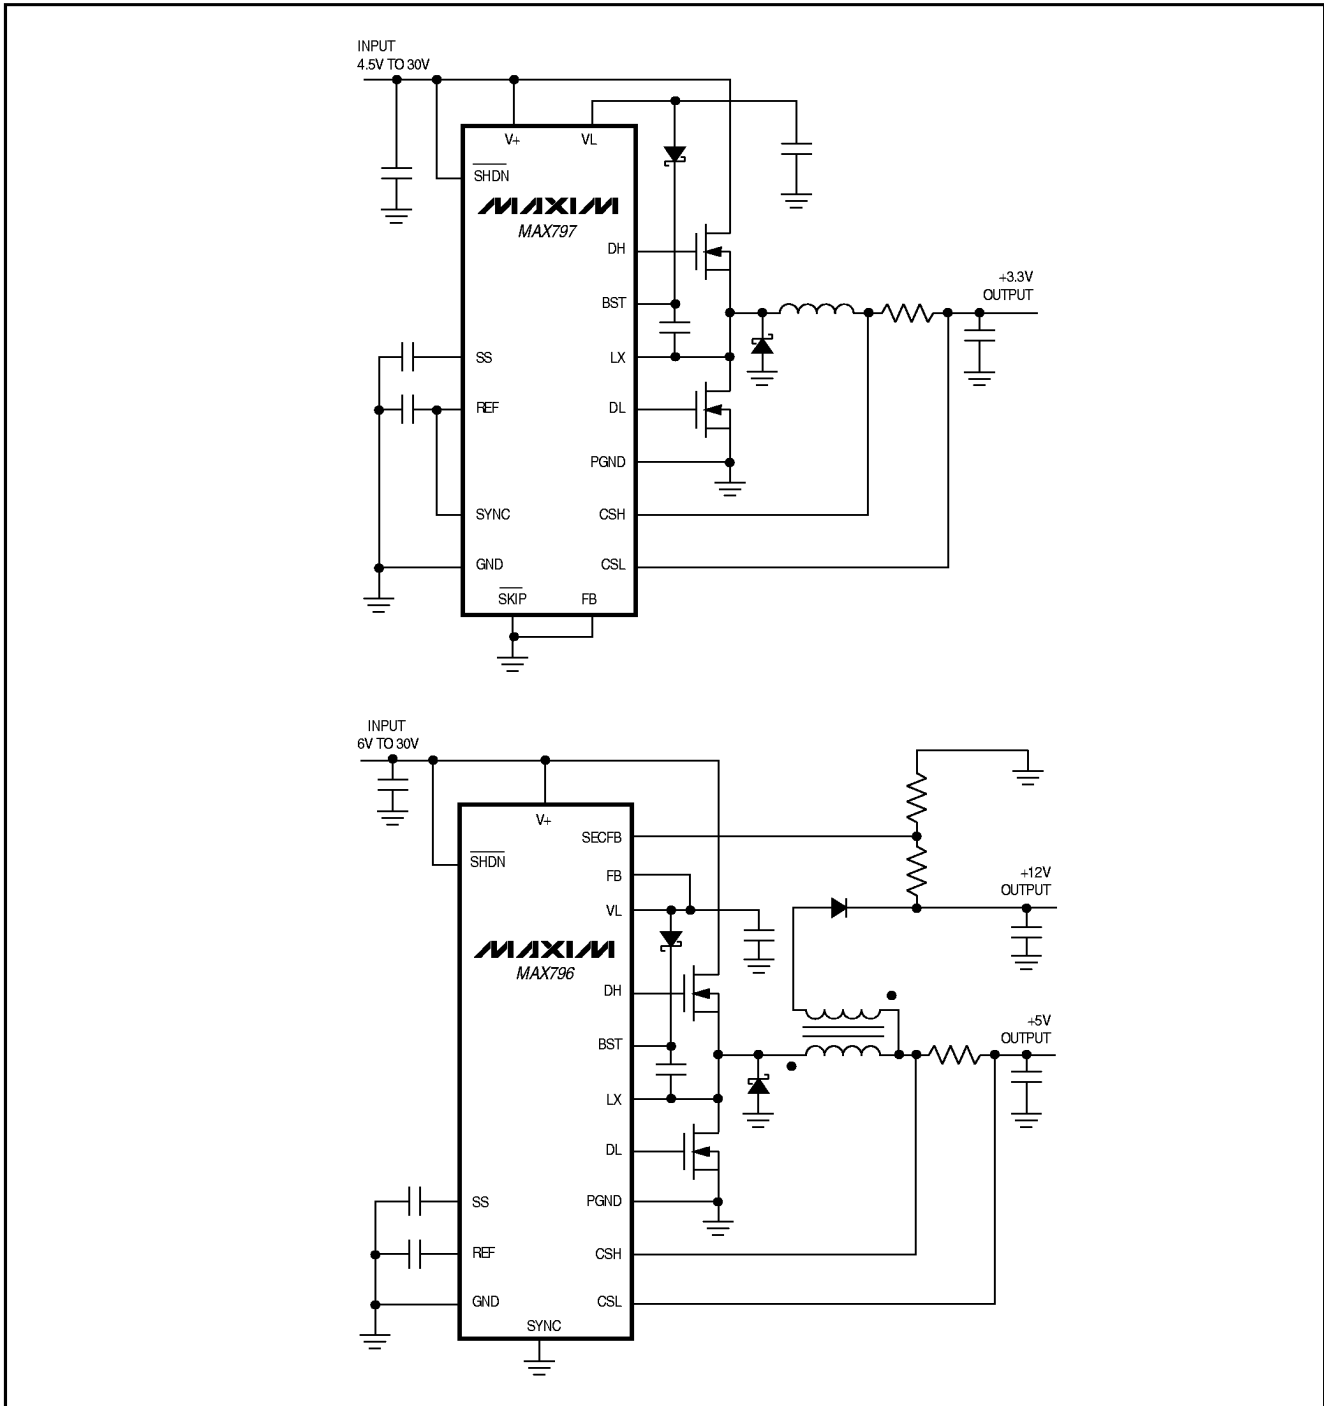 INPUT
4.5V TO 30V
V+
VL
SHDN
MAXIM
MAX797
DH
+3.3V
OUTPUT
BST
SS
LX
REF
DL
PGND
SYNC
CSH
GND
CSL
SKIP
FB
INPUT
6V TO 30V
V+
SECFB
SHDN
FB
+12V
OUTPUT
VL
MAXIM
MAX796
DH
+5V
OUTPUT
BST
LX
DL
SS
PGND
REF
CSH
GND
CSL
SYNC